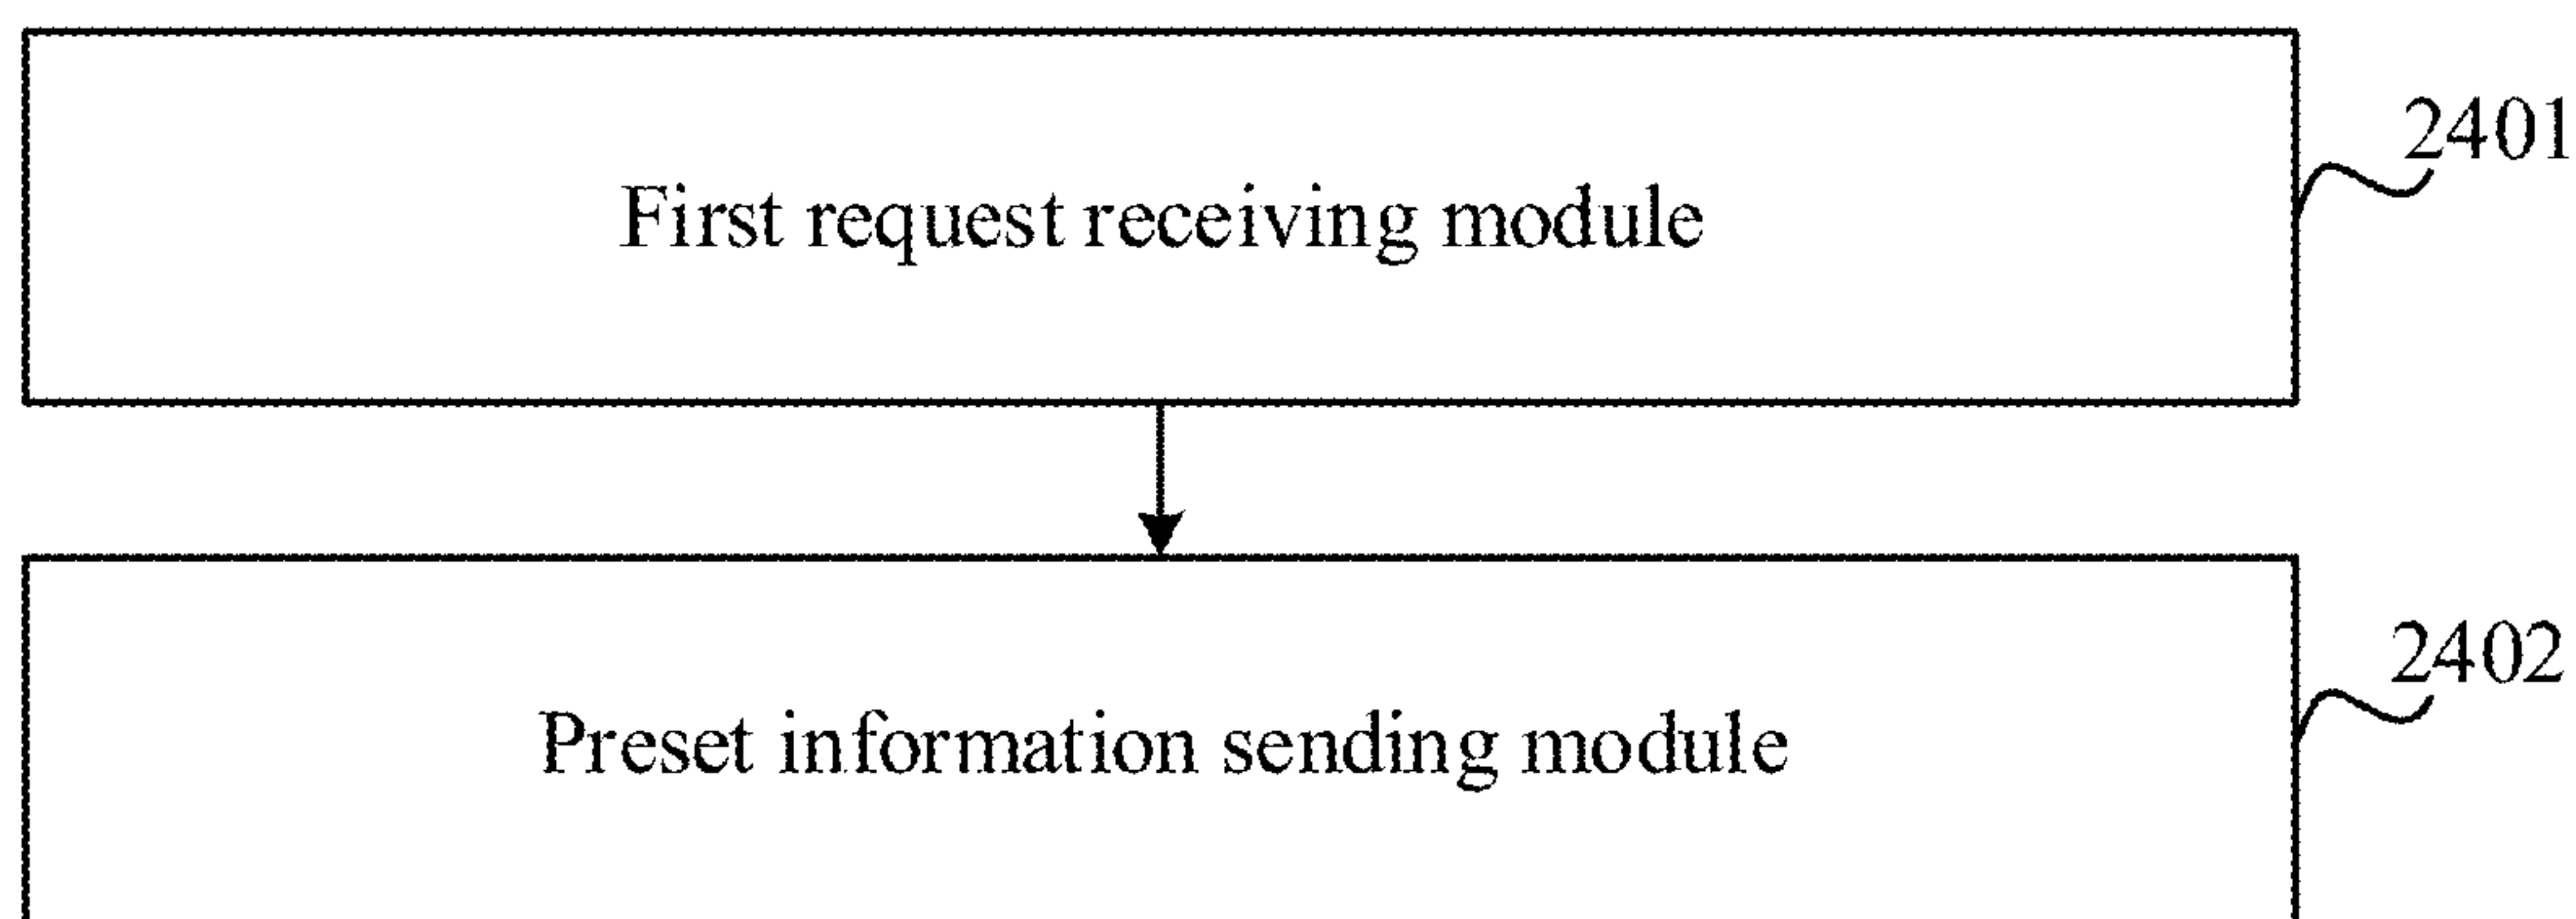 2401
First request receiving module
2402
Preset information sending module